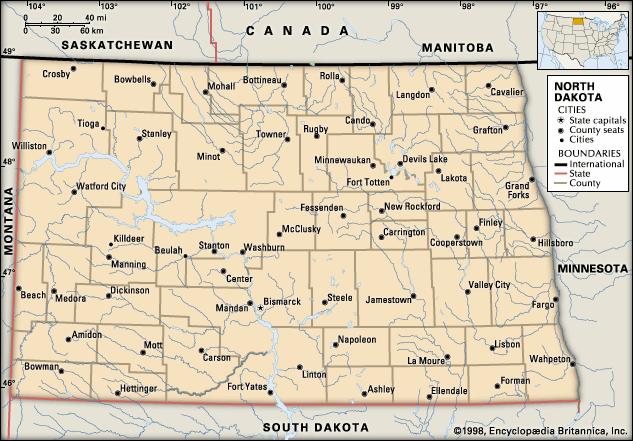 104° 103° 102° 101° 100° 99° 98° 97° 96°
0 20 40 mi
0 20 40 60 km
CANADA
SASKATCHEWAN
MANITOBA
49°
Crosby
Bowbells
Mohall
Bottineau
Rolla
Langdon
Cavalier
Tioga
Stanley
Towner
Rugby
Cando
Grafton
Williston
Minot
Minnewaukan
Devils Lake
48°
Fort Totten
Lakota
Watford City
Grand
Forks
Fessenden
New Rockford
MONTANA
McClusky
Carrington
Finley
Cooperstown
Hillsboro
Killdeer
Beulah
Stanton
Washburn
Manning
47°
Center
MINNESOTA
Beach
Medora
Dickinson
Mandan
Bismarck
Steele
Jamestown
Valley City
Fargo
Amidon
Mott
Carson
Napoleon
La Moure
Lisbon
Wahpeton
Bowman
Linton
46°
Hettinger
Fort Yates
Ashley
Ellendale
Forman
SOUTH DAKOTA
NORTH
DAKOTA
CITIES
State capitals
County seats
Cities
BOUNDARIES
International
State
County
©1998, Encyclopædia Britannica, Inc.